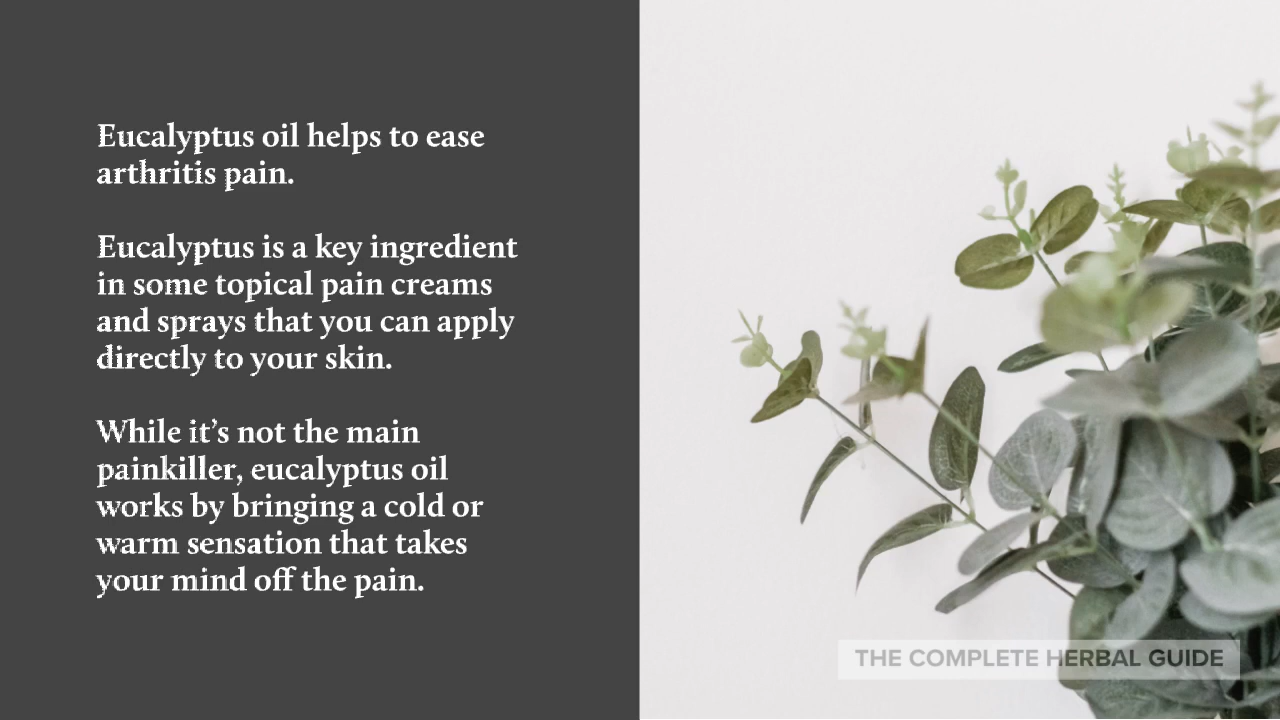 Eucalyptus oil helps to ease
arthritis pain.
Eucalyptus is a key ingredient
in some topical pain creams
and sprays that you can apply
directly to your skin.
While it’s not the main
painkiller, eucalyptus oil
works by bringing a cold or
warm sensation that takes
your mind off the pain.
THE COMPLETE HERBAL GUIDE